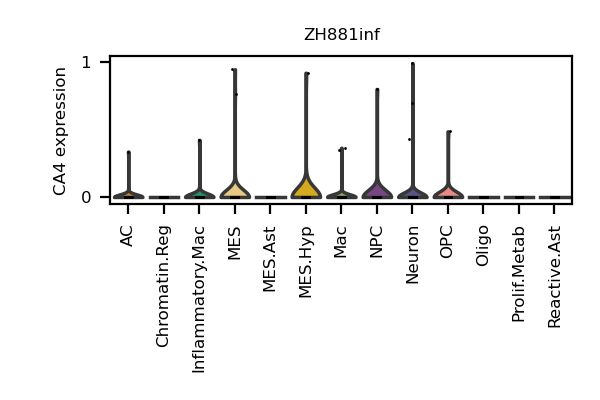 ZH881inf
CA4 expression
1
0
AC
Chromatin.Reg
Inflammatory.Mac
MES
MES.Ast
MES.Hyp
Mac
NPC
Neuron
OPC
Oligo
Prolif.Metab
Reactive.Ast